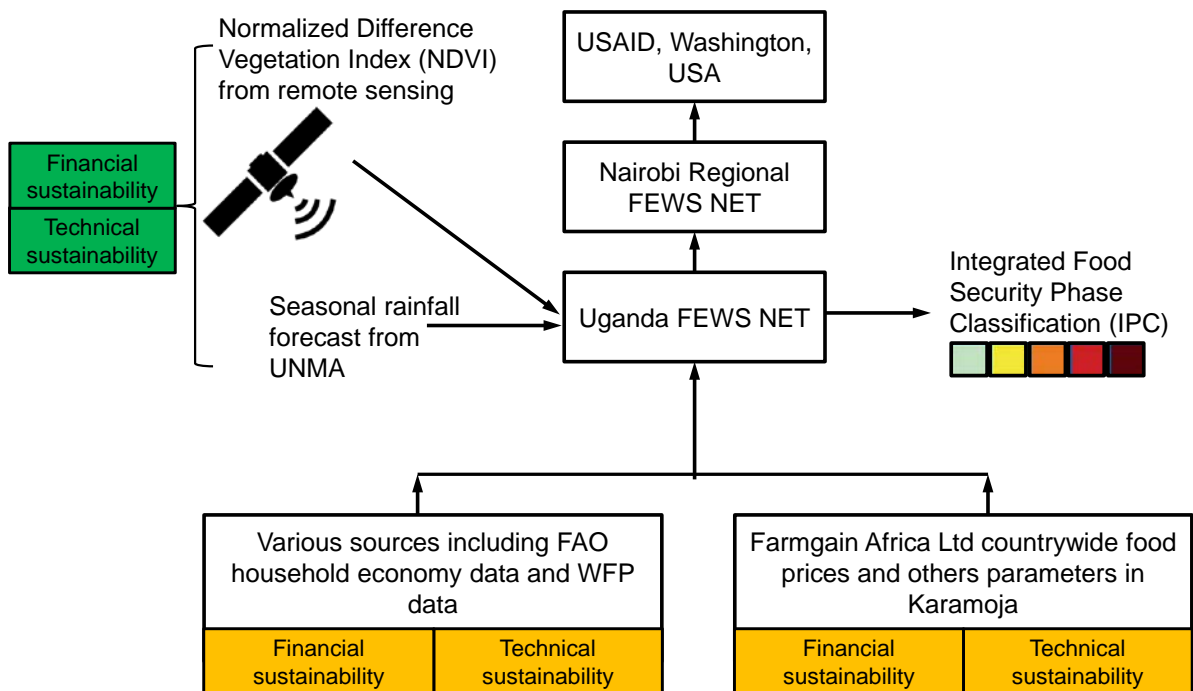 Normalized Difference
Vegetation Index (NDVI)
from remote sensing
USAID, Washington,
USA
Financial
sustainability
Technical
sustainability
Nairobi Regional
FEWS NET
Seasonal rainfall
forecast from
UNMA
Uganda FEWS NET
Integrated Food
Security Phase
Classification (IPC)
Various sources including FAO
household economy data and WFP
data
Financial
sustainability
Technical
sustainability
Farmgain Africa Ltd countrywide food
prices and others parameters in
Karamoja
Financial
sustainability
Technical
sustainability